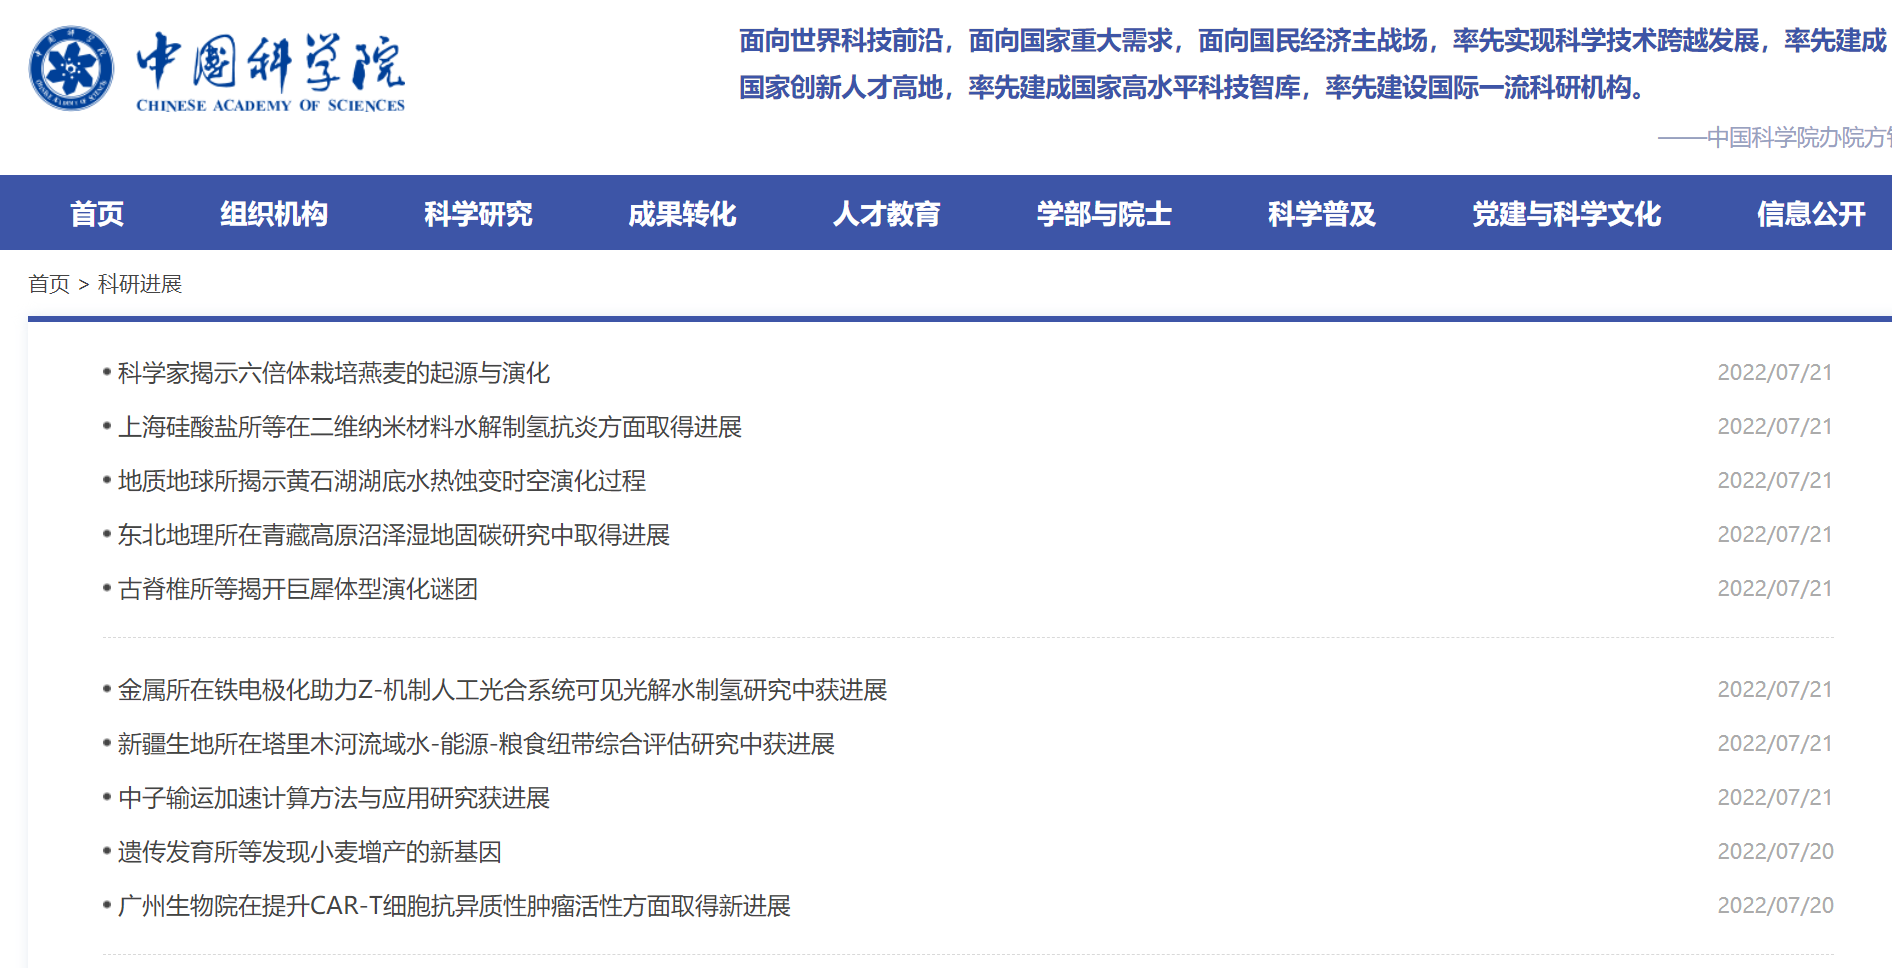 中国科学院
CHINESE ACADEMY OF SCIENCES
面向世界科技前沿，面向国家重大需求，面向国民经济主战场，率先实现科学技术跨越发展，率先建成
国家创新人才高地，率先建成国家高水平科技智库，率先建设国际一流科研机构。
——中国科学院办院方
首页 组织机构 科学研究 成果转化 人才教育 学部与院士 科学普及 党建与科学文化 信息公开
首页 > 科研进展
• 科学家揭示六倍体栽培燕麦的起源与演化 2022/07/21
• 上海硅酸盐所等在二维纳米材料水解制氢抗炎方面取得进展 2022/07/21
• 地质地球所揭示黄石湖湖底水热蚀变时空演化过程 2022/07/21
• 东北地理所在青藏高原沼泽湿地固碳研究中取得进展 2022/07/21
• 古脊椎所等揭开巨犀体型演化谜团 2022/07/21
• 金属所在铁电极化助力Z-机制人工光合系统可见光解水制氢研究中获进展 2022/07/21
• 新疆生地所在塔里木河流域水-能源-粮食纽带综合评估研究中获进展 2022/07/21
• 中子输运加速计算方法与应用研究获进展 2022/07/21
• 遗传发育所等发现小麦增产的新基因 2022/07/20
• 广州生物院在提升CAR-T细胞抗异质性肿瘤活性方面取得新进展 2022/07/20